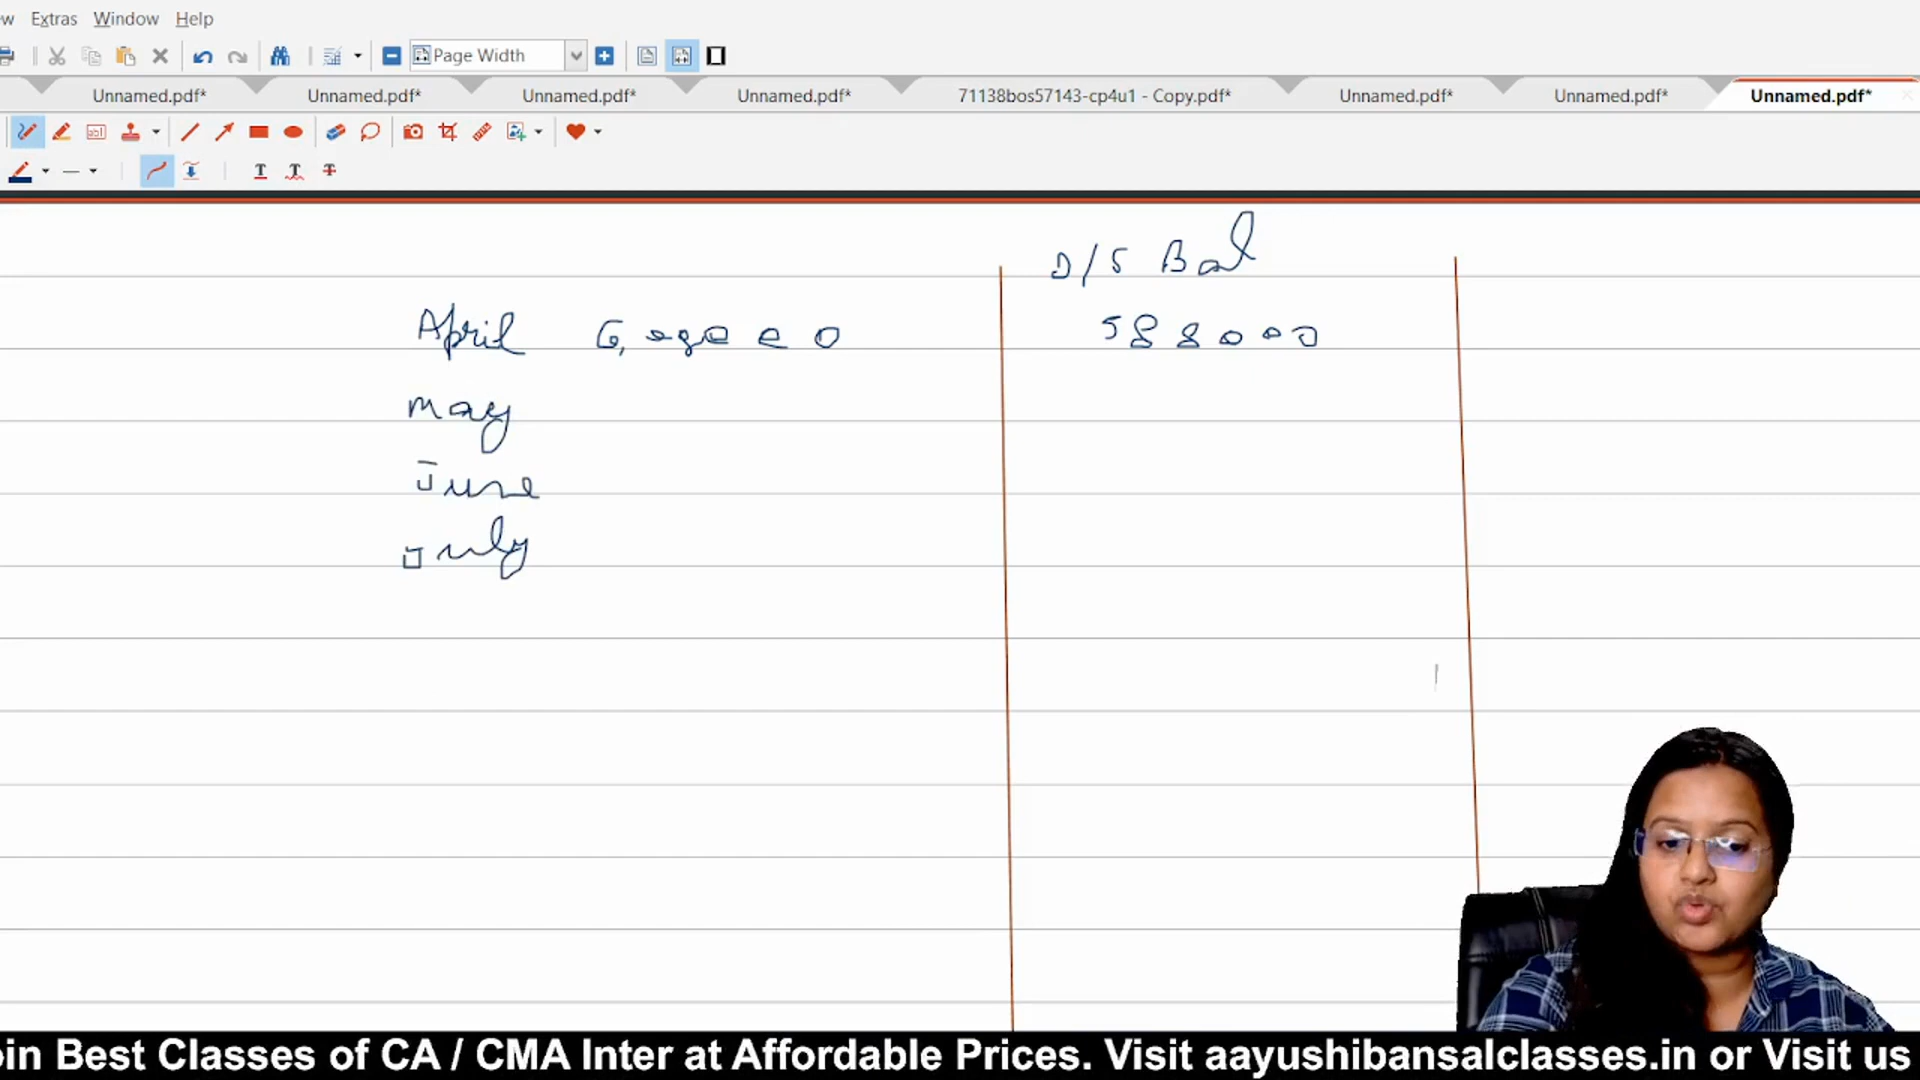 Extras Window Help
Page Width
Unnamed.pdf* Unnamed.pdf* Unnamed.pdf* Unnamed.pdf* 71138bos57143-cp4u1 - Copy.pdf* Unnamed.pdf* Unnamed.pdf* Unnamed.pdf*
D/S Bal
April 588000
May
June
July
in Best Classes of CA / CMA Inter at Affordable Prices. Visit aayushibansalclasses.in or Visit us